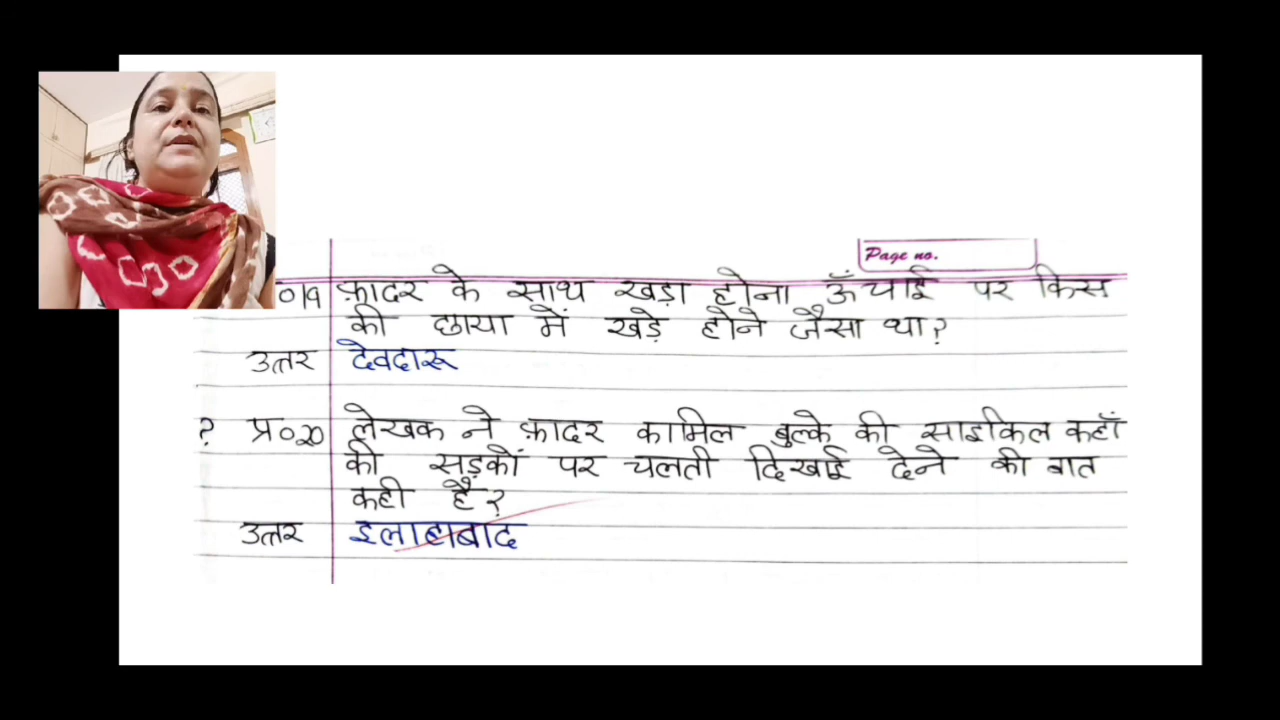 Page no.
०19 फ़ादर के साथ खड़ा होना ऊँचाई पर किस
की छाया में खड़े होने जैसा था?
उत्तर देवदारू
? प्र०20 लेखक ने फ़ादर कामिल बुल्के की साइकिल कहाँ
की सड़कों पर चलती दिखाई देने की बात
कही हैं?
उत्तर इलाहाबाद